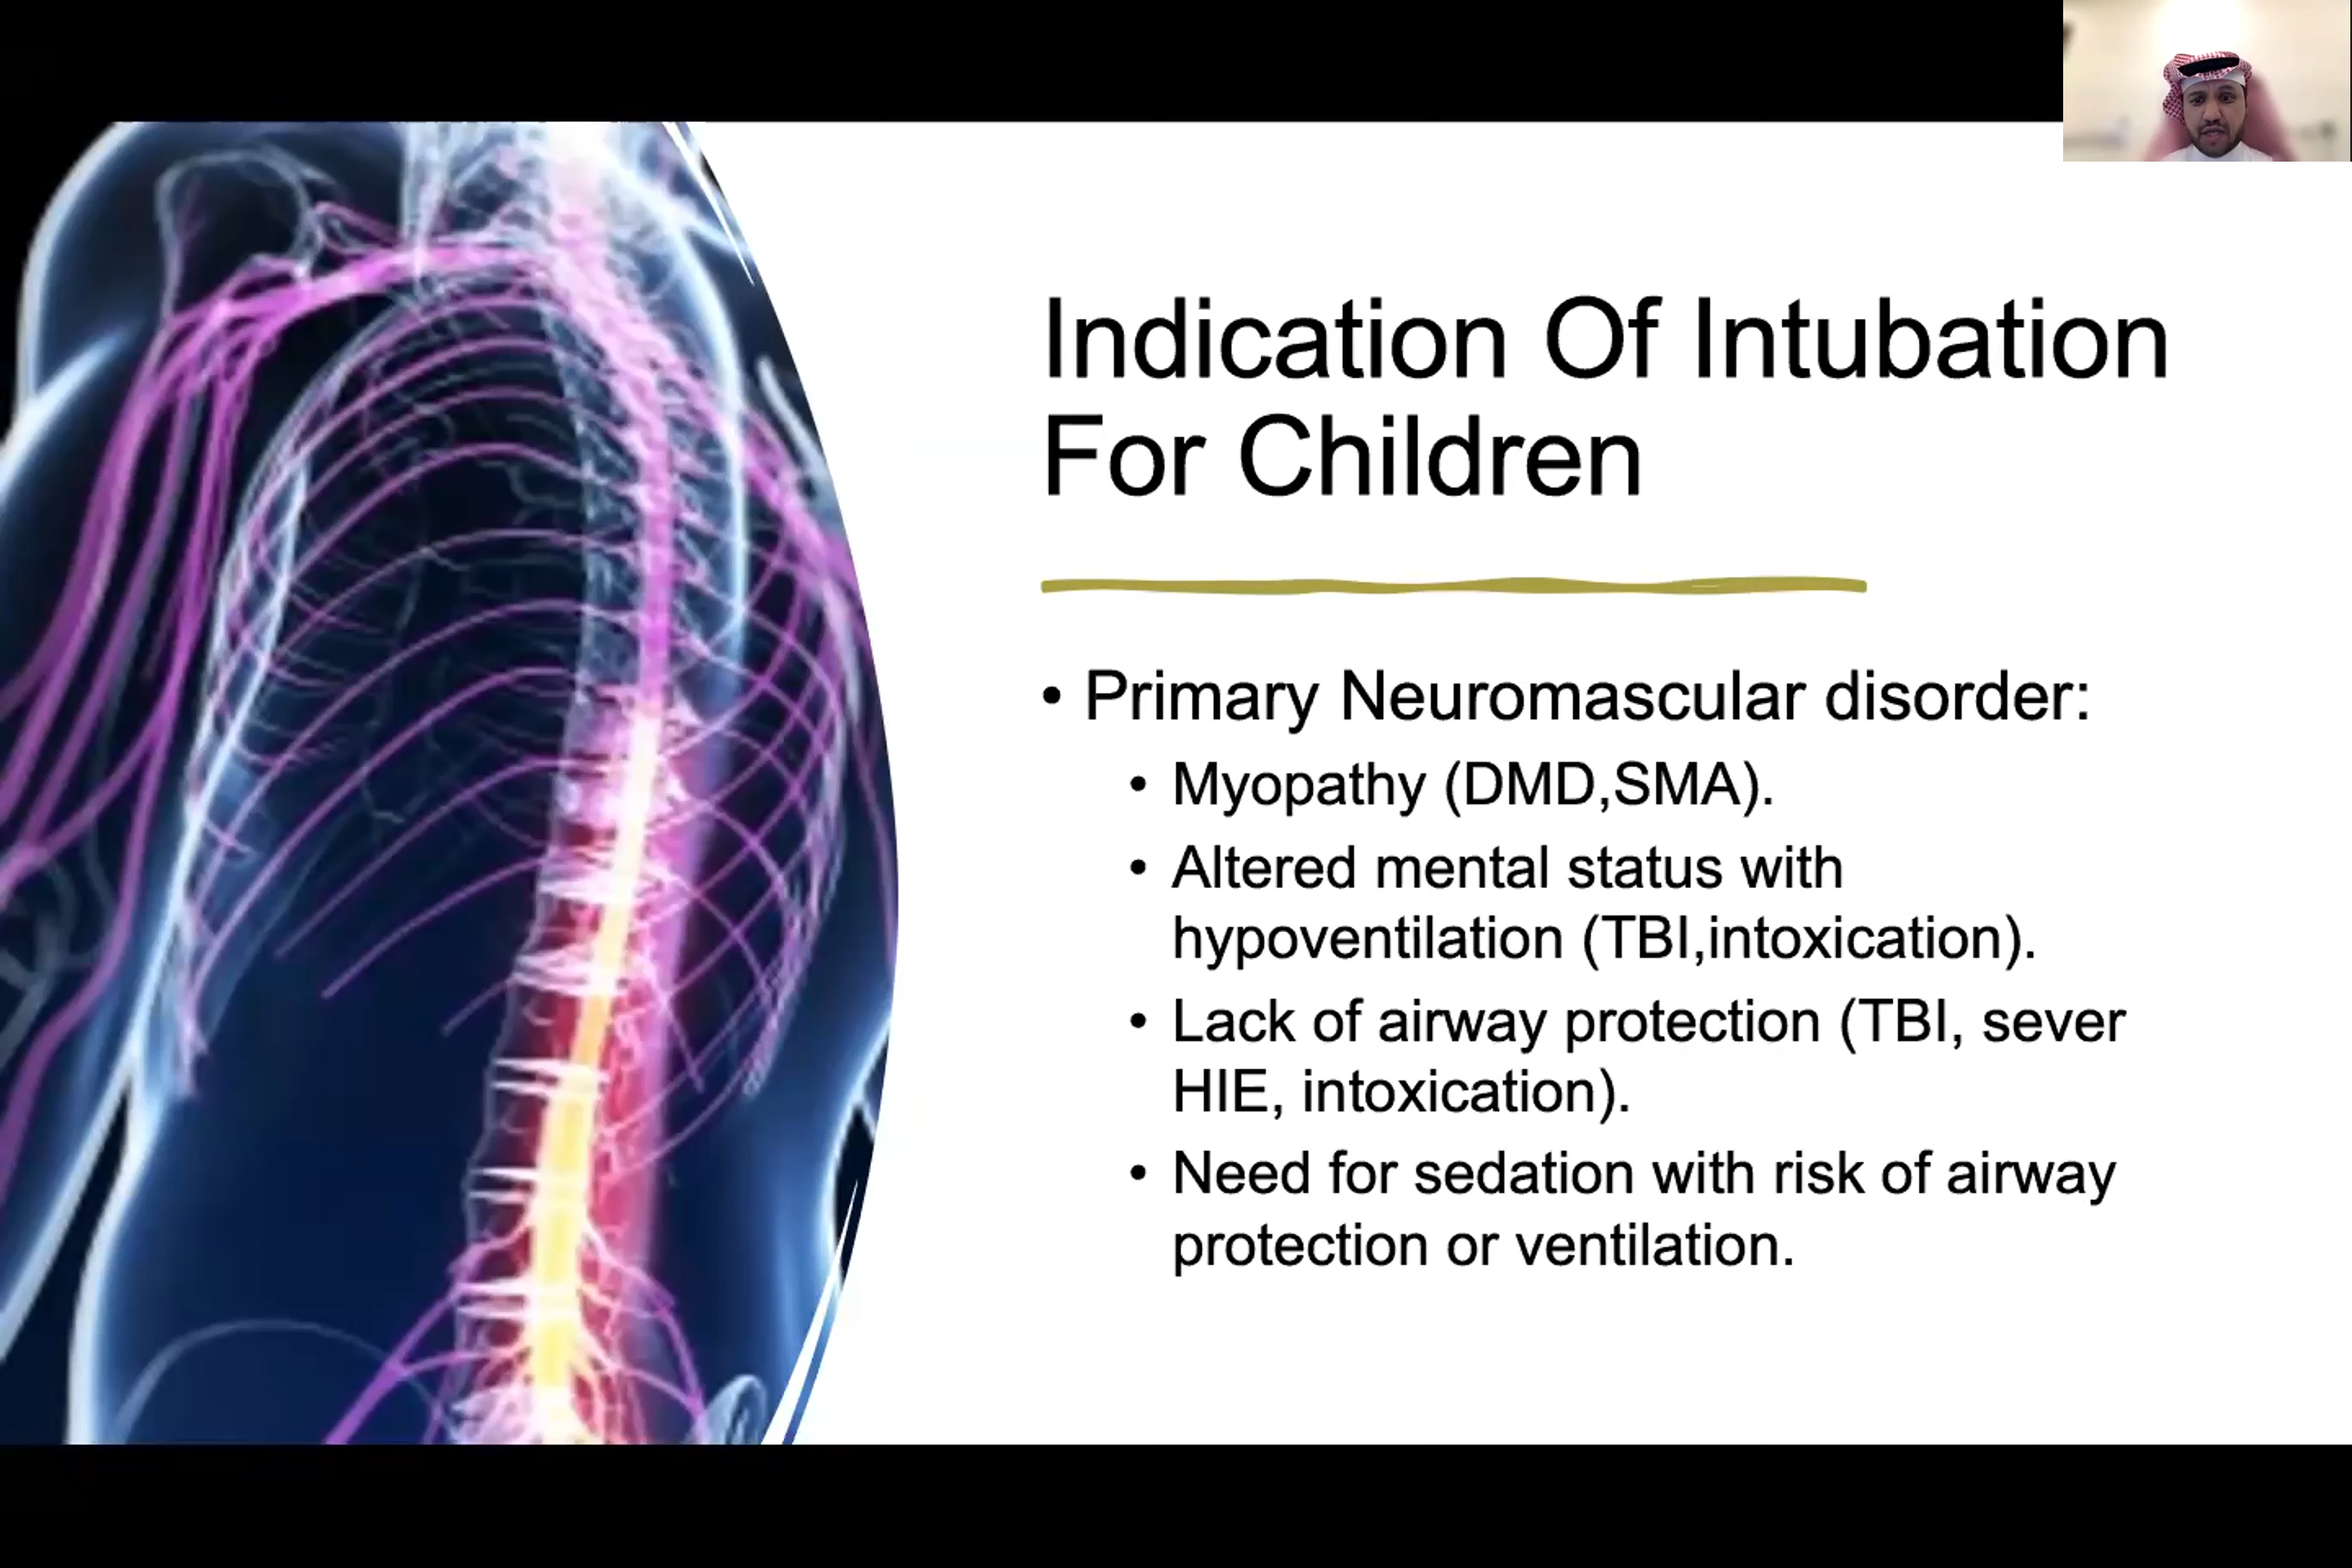 Indication Of Intubation
For Children
• Primary Neuromascular disorder:
• Myopathy (DMD,SMA).
• Altered mental status with
hypoventilation (TBI,intoxication).
• Lack of airway protection (TBI, sever
HIE, intoxication).
• Need for sedation with risk of airway
protection or ventilation.